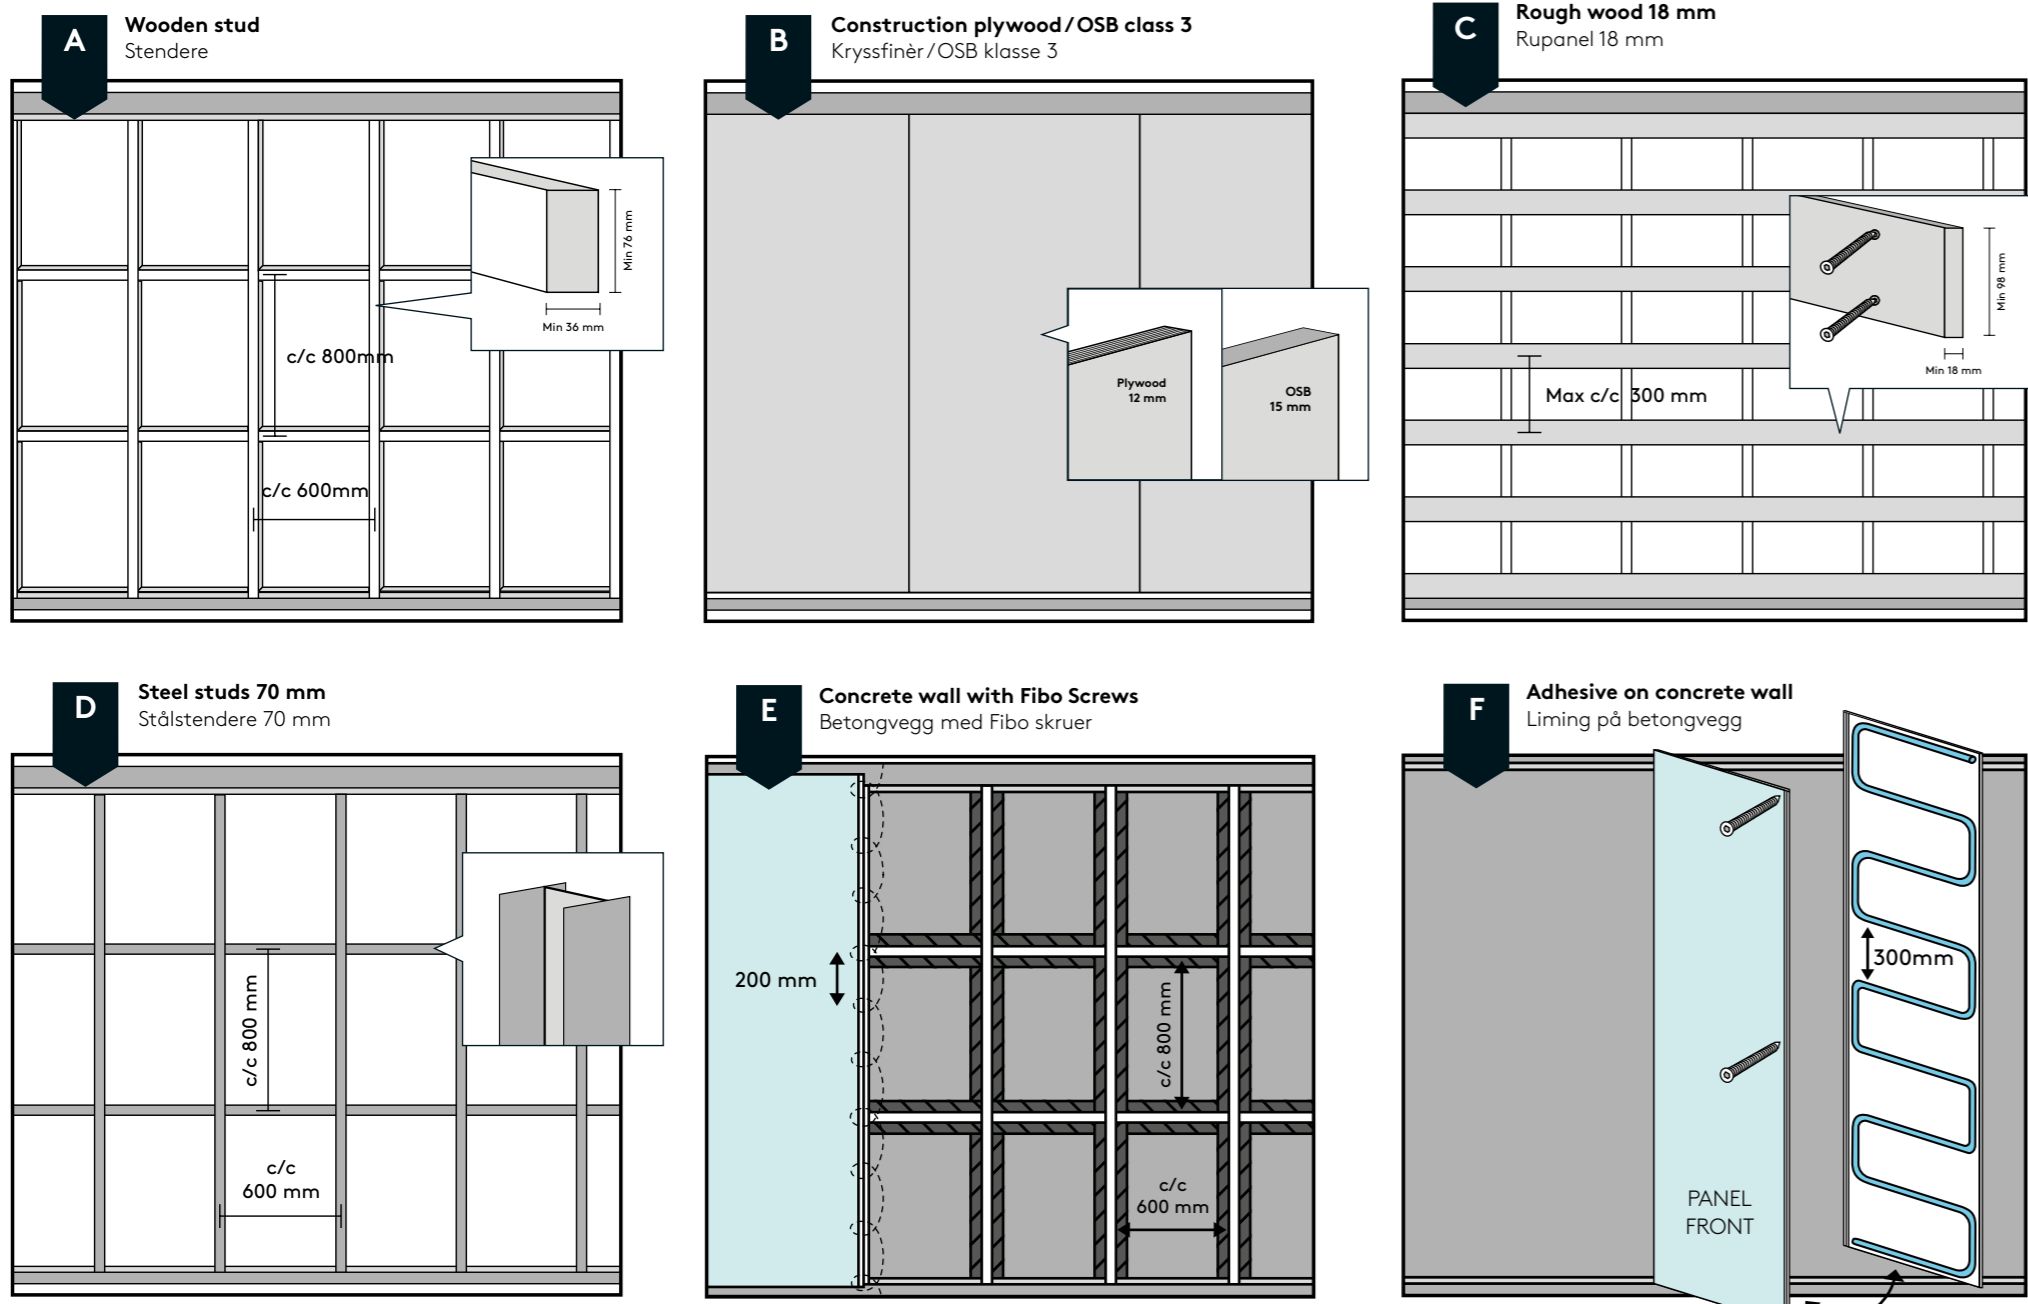 A
Wooden stud
Stendere
Min 76 mm
Min 36 mm
c/c 800mm
c/c 600mm
B
Construction plywood/OSB class 3
Kryssfinèr/OSB klasse 3
Plywood
12 mm
OSB
15 mm
C
Rough wood 18 mm
Rupanel 18 mm
Min 98 mm
Min 18 mm
Max c/c 300 mm
D
Steel studs 70 mm
Stålstendere 70 mm
c/c 800 mm
c/c
600 mm
E
Concrete wall with Fibo Screws
Betongvegg med Fibo skruer
200 mm
c/c 800 mm
c/c
600 mm
F
Adhesive on concrete wall
Liming på betongvegg
300mm
PANEL
FRONT